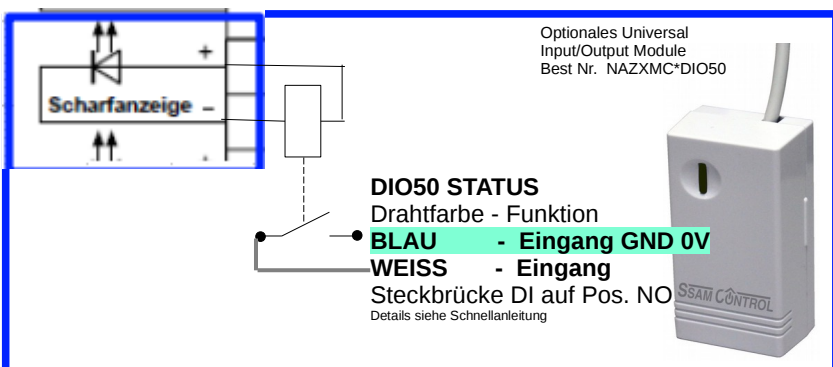 Optionales Universal
Input/Output Module
Best Nr. NAZXMC*DIO50
+
Scharfanzeige –
DIO50 STATUS
Drahtfarbe - Funktion
BLAU - Eingang GND 0V
WEISS - Eingang
Steckbrücke DI auf Pos. NO
Details siehe Schnellanleitung
SSAM CONTROL